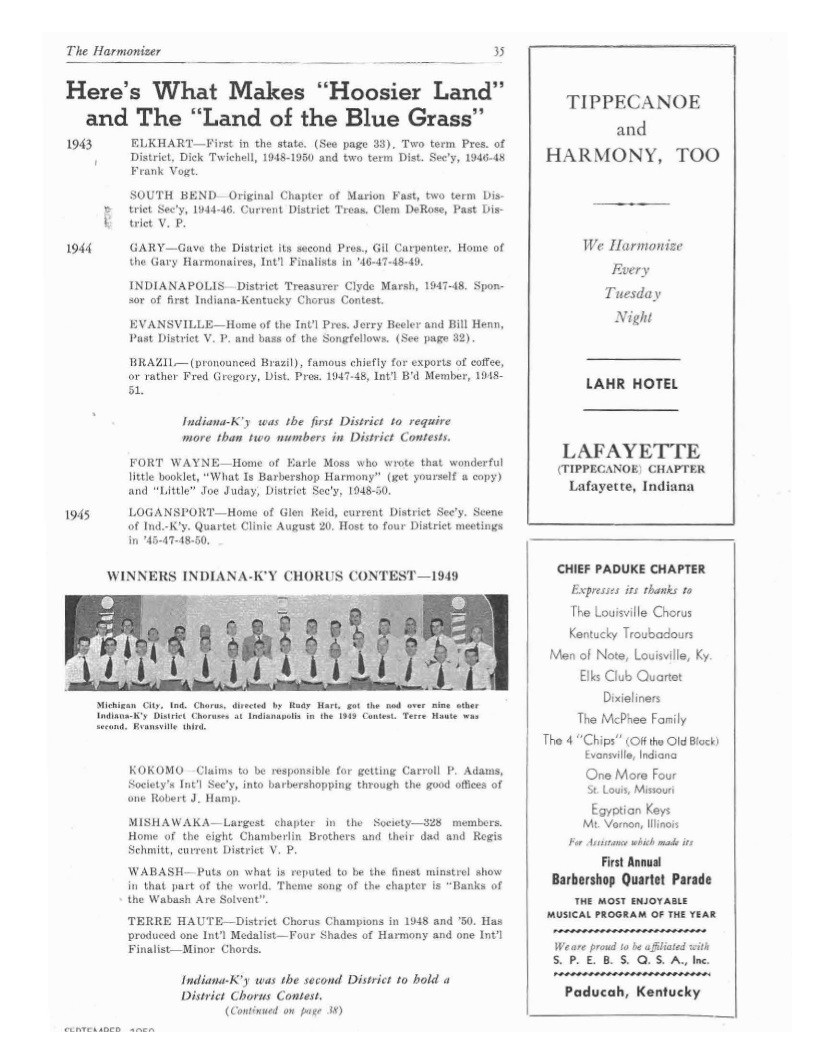 The Harmonizer 35
Here's What Makes "Hoosier Land"
and The "Land of the Blue Grass"
1943 ELKHART—First in the state. (See page 33). Two term Pres. of
District, Dick Twichell, 1948-1950 and two term Dist. Sec'y, 1946-48
Frank Vogt.
SOUTH BEND—Original Chapter of Marion Fast, two term Dis-
trict Sec'y, 1944-46. Current District Treas. Clem DeRose, Past Dis-
trict V. P.
1944 GARY—Gave the District its second Pres., Gil Carpenter. Home of
the Gary Harmonaires, Int'l Finalists in '46-47-48-49.
INDIANAPOLIS—District Treasurer Clyde Marsh, 1947-48. Spon-
sor of first Indiana-Kentucky Chorus Contest.
EVANSVILLE—Home of the Int'l Pres. Jerry Beeler and Bill Henn,
Past District V. P. and bass of the Songfellows. (See page 32).
BRAZIL—(pronounced Brazil), famous chiefly for exports of coffee,
or rather Fred Gregory, Dist. Pres. 1947-48, Int'l B'd Member, 1948-
51.
Indiana-K'y was the first District to require
more than two numbers in District Contests.
FORT WAYNE—Home of Earle Moss who wrote that wonderful
little booklet, "What Is Barbershop Harmony" (get yourself a copy)
and "Little" Joe Juday, District Sec'y, 1948-50.
1945 LOGANSPORT—Home of Glen Reid, current District Sec'y. Scene
of Ind.-K'y. Quartet Clinic August 20. Host to four District meetings
in '45-47-48-50.
WINNERS INDIANA-K'Y CHORUS CONTEST—1949
Michigan City, Ind. Chorus, directed by Rudy Hart, got the nod over nine other
Indiana-K'y District Choruses at Indianapolis in the 1949 Contest. Terre Haute was
second, Evansville third.
KOKOMO—Claims to be responsible for getting Carroll P. Adams,
Society's Int'l Sec'y, into barbershopping through the good offices of
one Robert J. Hamp.
MISHAWAKA—Largest chapter in the Society—328 members.
Home of the eight Chamberlin Brothers and their dad and Regis
Schmitt, current District V. P.
WABASH—Puts on what is reputed to be the finest minstrel show
in that part of the world. Theme song of the chapter is "Banks of
the Wabash Are Solvent".
TERRE HAUTE—District Chorus Champions in 1948 and '50. Has
produced one Int'l Medalist—Four Shades of Harmony and one Int'l
Finalist—Minor Chords.
Indiana-K'y was the second District to hold a
District Chorus Contest.
(Continued on page 38)
SEPTEMBER, 1950
TIPPECANOE
and
HARMONY, TOO
We Harmonize
Every
Tuesday
Night
LAHR HOTEL
LAFAYETTE
(TIPPECANOE) CHAPTER
Lafayette, Indiana
CHIEF PADUKE CHAPTER
Expresses its thanks to
The Louisville Chorus
Kentucky Troubadours
Men of Note, Louisville, Ky.
Elks Club Quartet
Dixieliners
The McPhee Family
The 4 "Chips" (Off the Old Block)
Evansville, Indiana
One More Four
St. Louis, Missouri
Egyptian Keys
Mt. Vernon, Illinois
For Assistance which made its
First Annual
Barbershop Quartet Parade
THE MOST ENJOYABLE
MUSICAL PROGRAM OF THE YEAR
We are proud to be affiliated with
S. P. E. B. S. Q. S. A., Inc.
Paducah, Kentucky